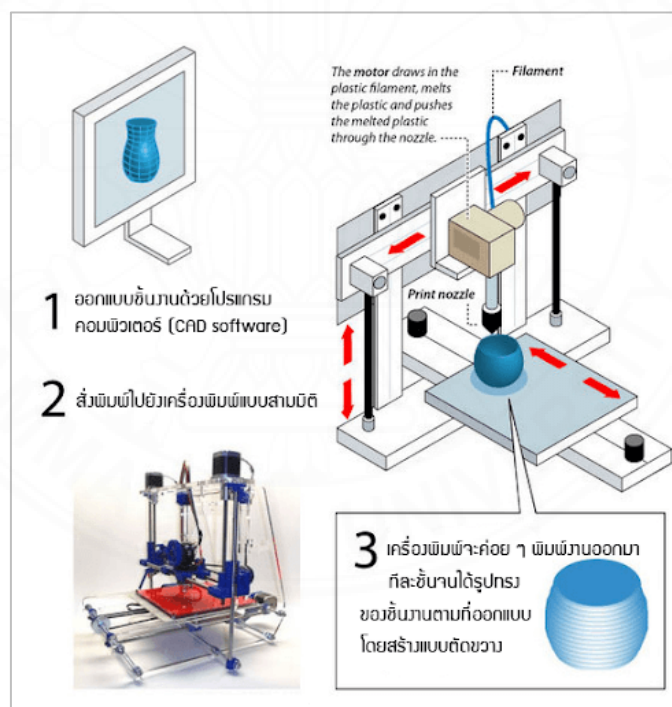 The motor draws in the
plastic filament, melts
the plastic and pushes
the melted plastic
through the nozzle.
Filament
Print nozzle
1 ออกแบบชิ้นงานด้วยโปรแกรม
คอมพิวเตอร์ (CAD software)
2 สั่งพิมพ์ไปยังเครื่องพิมพ์แบบสามมิติ
3 เครื่องพิมพ์จะค่อย ๆ พิมพ์งานออกมา
ทีละชั้นจนได้รูปทรง
ของชิ้นงานตามที่ออกแบบ
โดยสร้างแบบตัดขวาง